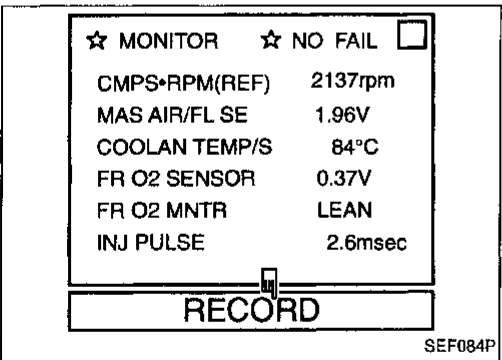 ☆ MONITOR ☆ NO FAIL
CMPS•RPM(REF) 2137rpm
MAS AIR/FL SE 1.96V
COOLAN TEMP/S 84°C
FR O2 SENSOR 0.37V
FR O2 MNTR LEAN
INJ PULSE 2.6msec
RECORD
SEF084P